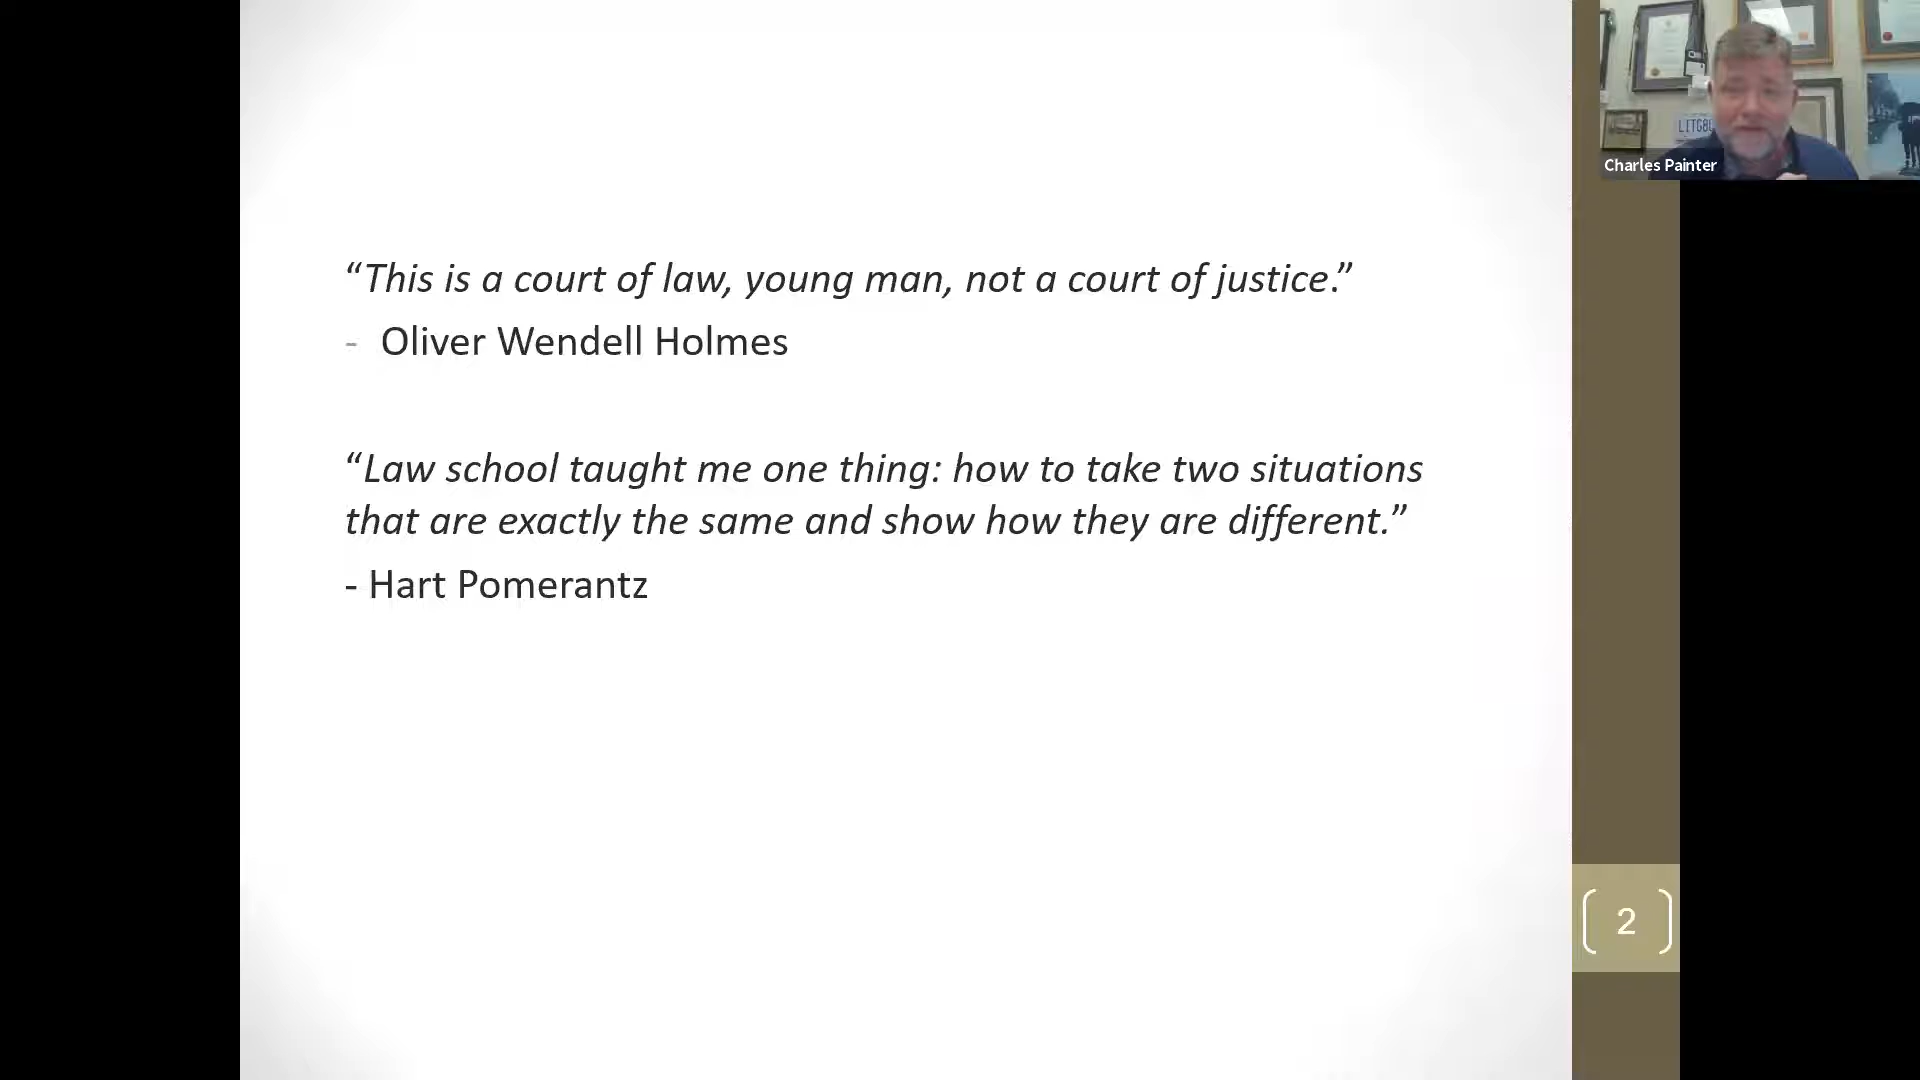 “This is a court of law, young man, not a court of justice.”
- Oliver Wendell Holmes
“Law school taught me one thing: how to take two situations
that are exactly the same and show how they are different.”
- Hart Pomerantz
Charles Painter
2